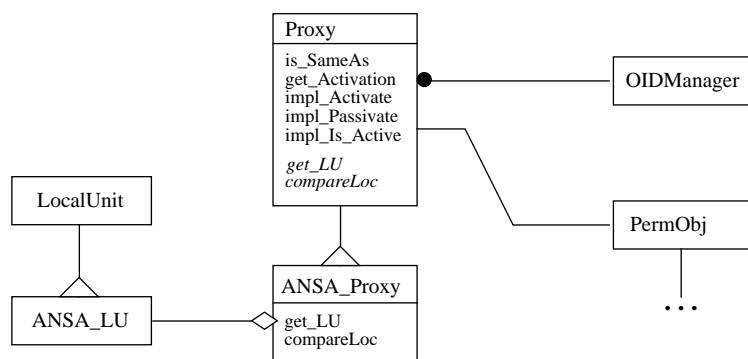 Proxy
is_SameAs
get_Activation
impl_Activate
impl_Passivate
impl_Is_Active
get_LU
compareLoc
OIDManager
LocalUnit
PermObj
ANSA_Proxy
get_LU
compareLoc
ANSA_LU
...